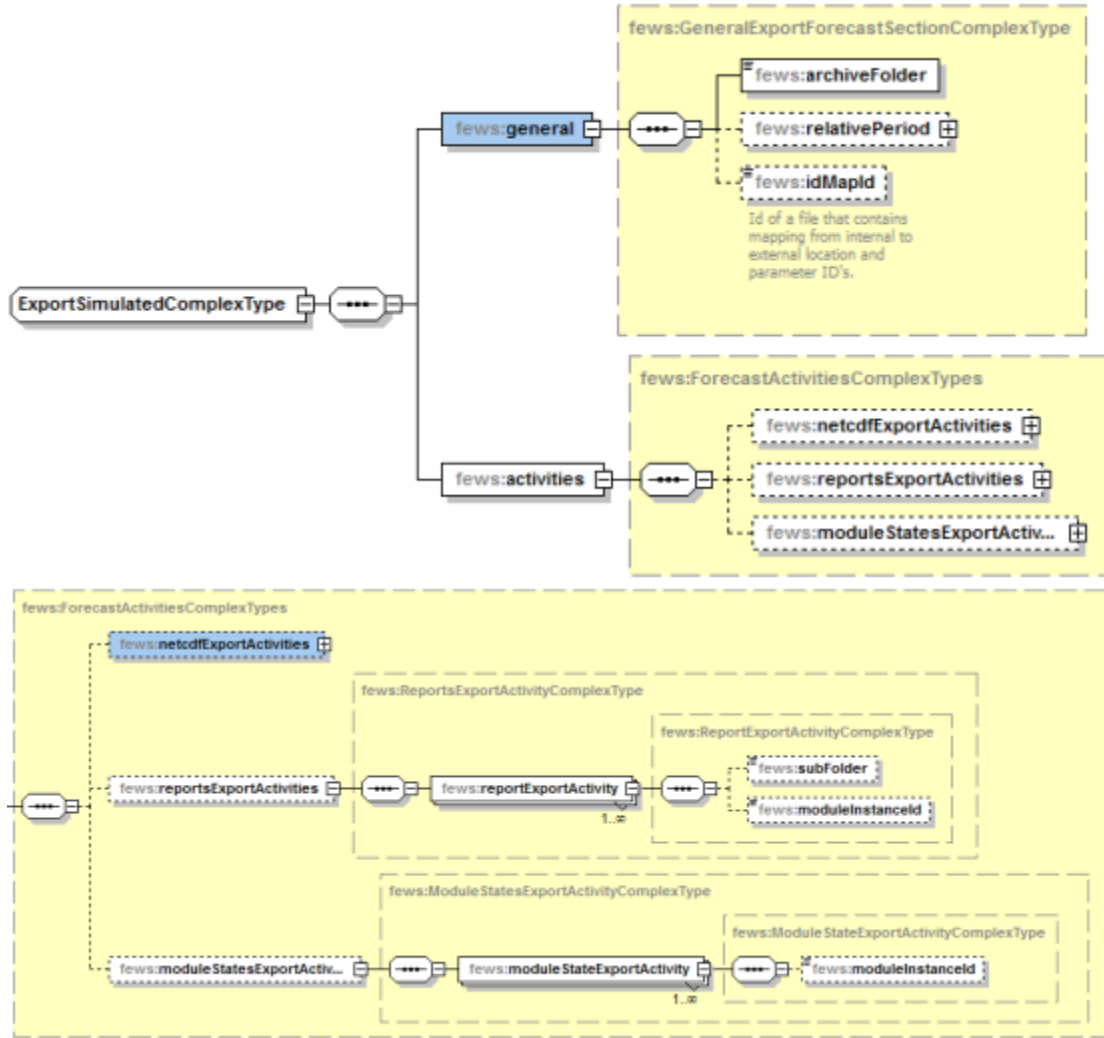 fews:GeneralExportForecastSectionComplexType
fews:archiveFolder
fews:general
fews:relativePeriod
fews:idMapId
Id of a file that contains
mapping from internal to
external location and
parameter ID's.
ExportSimulatedComplexType
fews:ForecastActivitiesComplexTypes
fews:netcdfExportActivities
fews:activities
fews:reportsExportActivities
fews:moduleStatesExportActiv...
fews:ForecastActivitiesComplexTypes
fews:netcdfExportActivities
fews:ReportsExportActivityComplexType
fews:ReportExportActivityComplexType
fews:subFolder
fews:reportsExportActivities
fews:reportExportActivity
fews:moduleInstanceId
1..∞
fews:ModuleStatesExportActivityComplexType
fews:ModuleStateExportActivityComplexType
fews:moduleStatesExportActiv...
fews:moduleStateExportActivity
fews:moduleInstanceId
1..∞